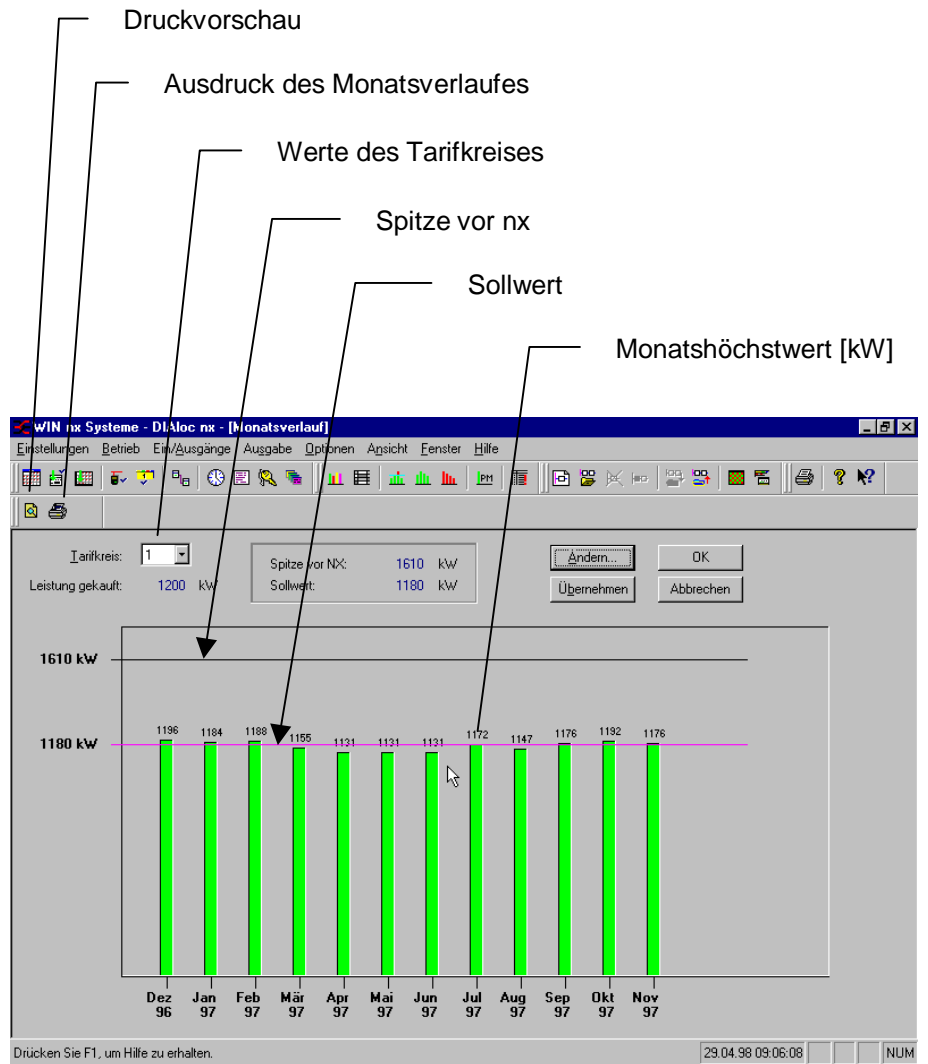 Druckvorschau
Ausdruck des Monatsverlaufes
Werte des Tarifkreises
Spitze vor nx
Sollwert
Monatshöchstwert [kW]
WIN nx Systeme - DIAloc nx - [Monatsverlauf]
Einstellungen Betrieb Ein/Ausgänge Ausgabe Optionen Ansicht Fenster Hilfe
PM
Tarifkreis: 1
Spitze vor NX: 1610 kW
Ändern... OK
Leistung gekauft: 1200 kW
Sollwert: 1180 kW
Übernehmen Abbrechen
1610 kW
1196 1184 1188 1155 1131 1131 1131 1172 1147 1176 1192 1176
1180 kW
Dez Jan Feb Mär Apr Mai Jun Jul Aug Sep Okt Nov
96 97 97 97 97 97 97 97 97 97 97 97
Drücken Sie F1, um Hilfe zu erhalten. 29.04.98 09:06:08 NUM